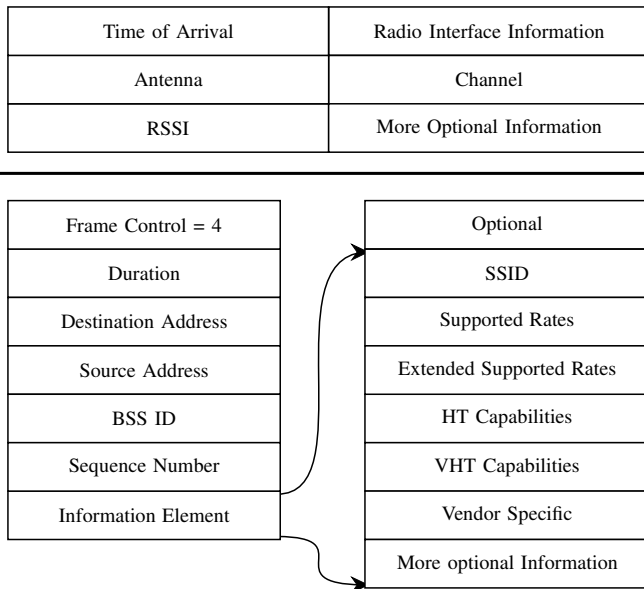 Time of Arrival
Radio Interface Information
Antenna
Channel
RSSI
More Optional Information
Frame Control = 4
Duration
Destination Address
Source Address
BSS ID
Sequence Number
Information Element
Optional
SSID
Supported Rates
Extended Supported Rates
HT Capabilities
VHT Capabilities
Vendor Specific
More optional Information